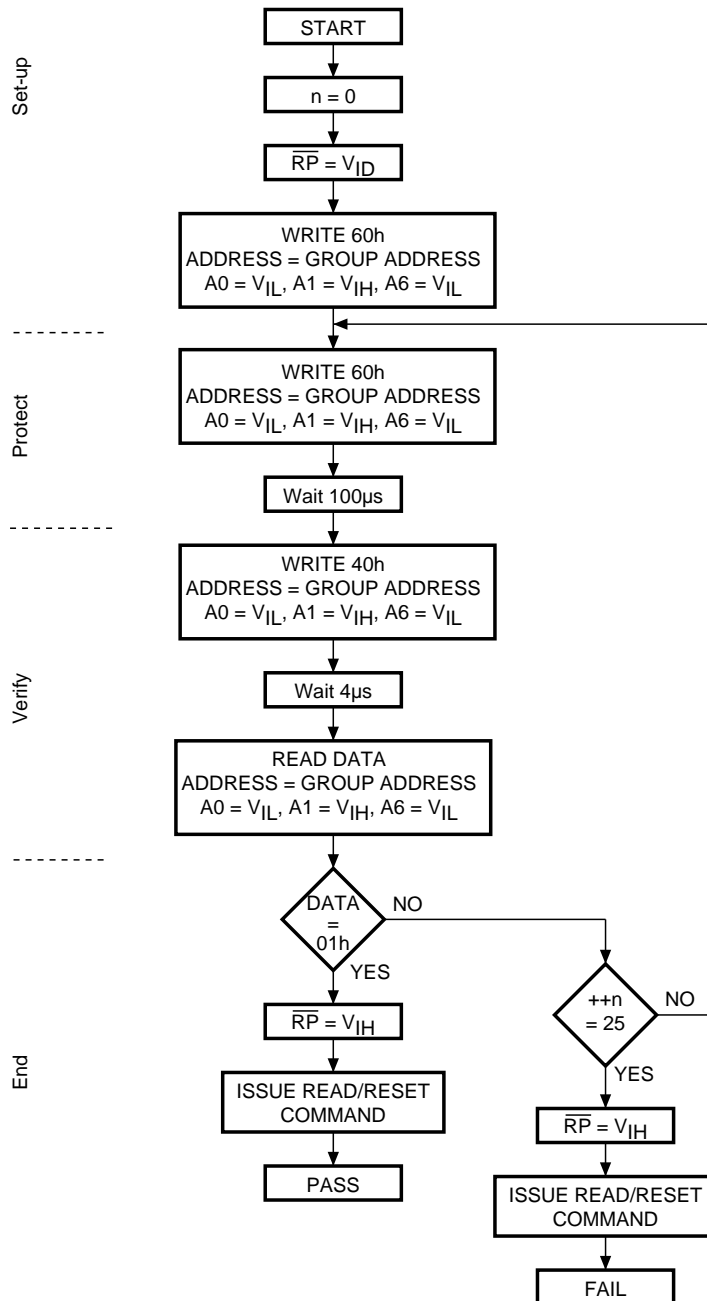 Set-up
START
n = 0
R̅P̅ = VID
WRITE 60h
ADDRESS = GROUP ADDRESS
A0 = VIL, A1 = VIH, A6 = VIL
Protect
WRITE 60h
ADDRESS = GROUP ADDRESS
A0 = VIL, A1 = VIH, A6 = VIL
Wait 100µs
Verify
WRITE 40h
ADDRESS = GROUP ADDRESS
A0 = VIL, A1 = VIH, A6 = VIL
Wait 4µs
READ DATA
ADDRESS = GROUP ADDRESS
A0 = VIL, A1 = VIH, A6 = VIL
End
DATA
=
01h
NO
YES
R̅P̅ = VIH
ISSUE READ/RESET
COMMAND
PASS
++n
= 25
NO
YES
R̅P̅ = VIH
ISSUE READ/RESET
COMMAND
FAIL